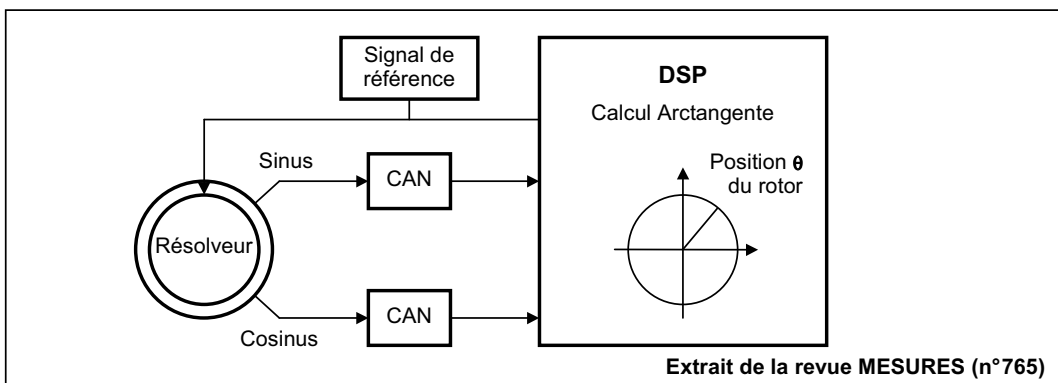 Signal de
référence
DSP
Calcul Arctangente
Sinus
CAN
Position θ
du rotor
Résolveur
CAN
Cosinus
Extrait de la revue MESURES (n°765)